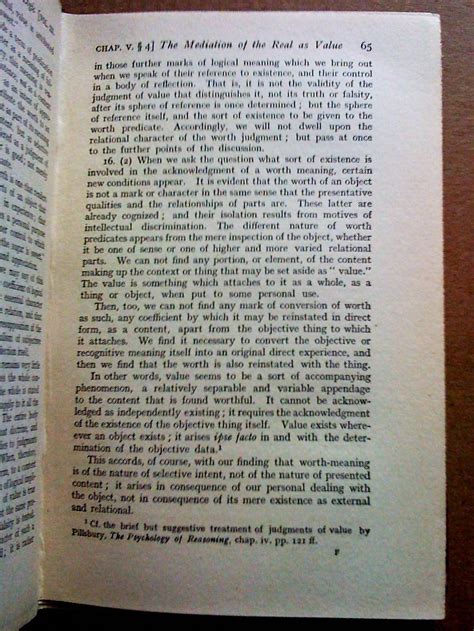 CHAP. V. § 4] The Mediation of the Real as Value 65
in those further marks of logical meaning which we bring out
when we speak of their reference to existence, and their control
in a body of reflection. That is, it is not the validity of the
judgment of value that distinguishes it, not its truth or falsity,
after its sphere of reference is once determined; but the sphere
of reference itself, and the sort of existence to be given to the
worth predicate. Accordingly, we will not dwell upon the
relational character of the worth judgment; but pass at once
to the further points of the discussion.
16. (2) When we ask the question what sort of existence is
involved in the acknowledgment of a worth meaning, certain
new conditions appear. It is evident that the worth of an object
is not a mark or character in the same sense that the presentative
qualities and the relationships of parts are. These latter are
already cognized; and their isolation results from motives of
intellectual discrimination. The different nature of worth
predicates appears from the mere inspection of the object, whether
it be one of sense or one of higher and more varied relational
parts. We can not find any portion, or element, of the content
making up the context or thing that may be set aside as “ value.”
The value is something which attaches to it as a whole, as a
thing or object, when put to some personal use.
Then, too, we can not find any mark of conversion of worth
as such, any coefficient by which it may be reinstated in direct
form, as a content, apart from the objective thing to which
it attaches. We find it necessary to convert the objective or
recognitive meaning itself into an original direct experience, and
then we find that the worth is also reinstated with the thing.
In other words, value seems to be a sort of accompanying
phenomenon, a relatively separate and variable appendage
to the content that is found worthful. It cannot be acknow-
ledged as independently existing; it requires the acknowledgment
of the existence of the objective thing itself. Value exists where-
ever an object exists; it arises ipso facto in and with the deter-
mination of the objective data.¹
This accords, of course, with our finding that worth-meaning
is of the nature of selective intent, not of the nature of presented
content; it arises in consequence of our personal dealing with
the object, not in consequence of its mere existence as external
and relational.
¹ Cf. the brief but suggestive treatment of judgments of value by
Pillsbury, The Psychology of Reasoning, chap. iv. pp. 121 ff.
F